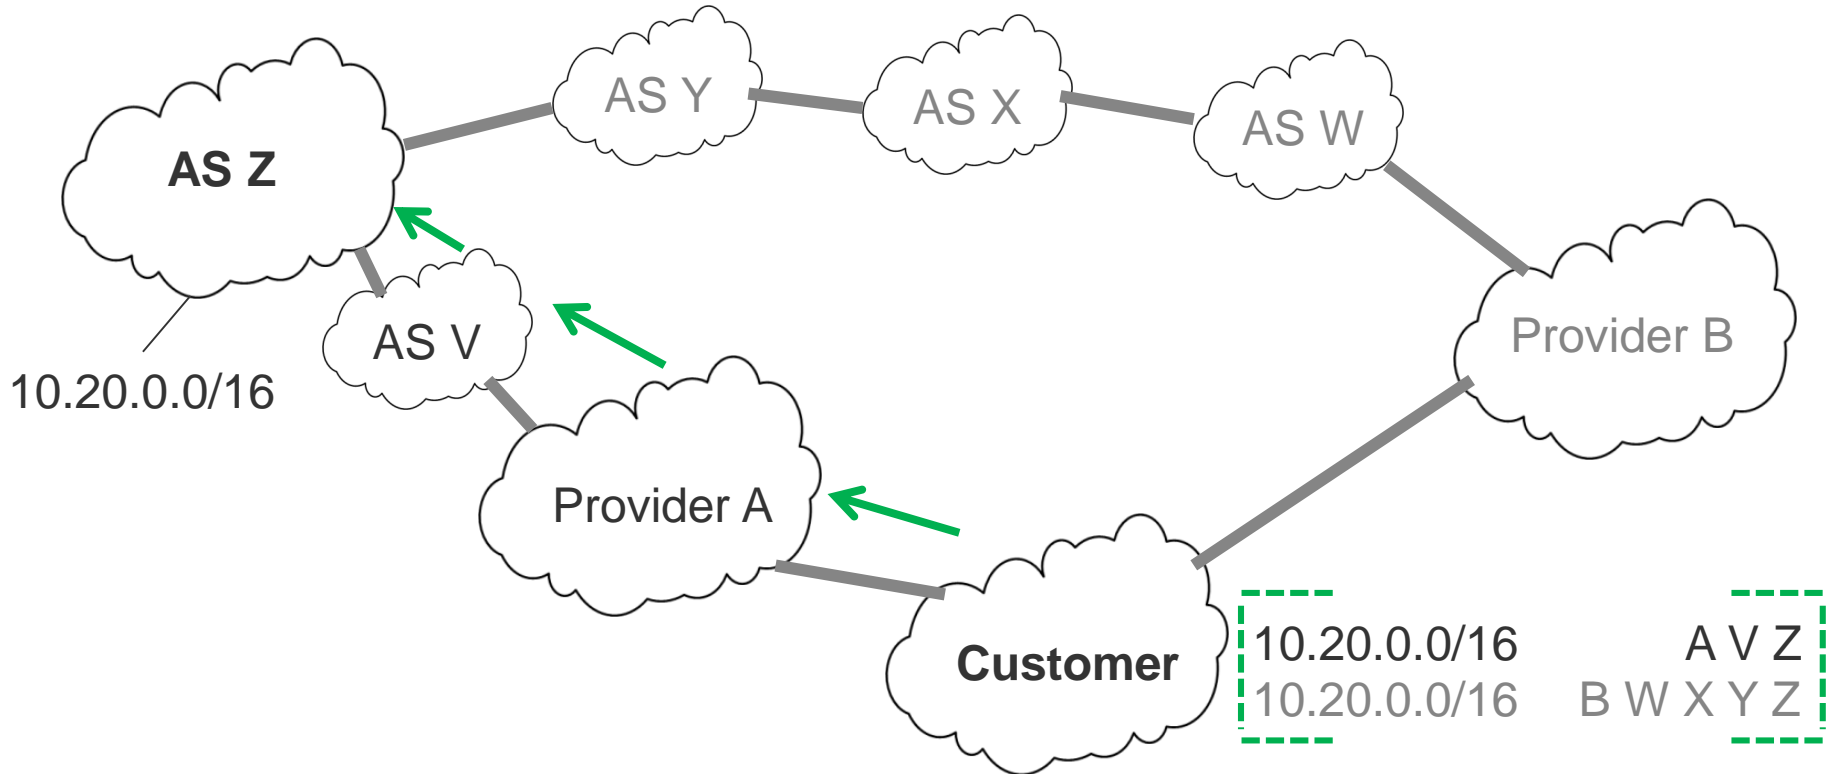 AS Y
AS X
AS W
AS Z
Provider B
AS V
10.20.0.0/16
Provider A
Customer
10.20.0.0/16 A V Z
10.20.0.0/16 B W X Y Z